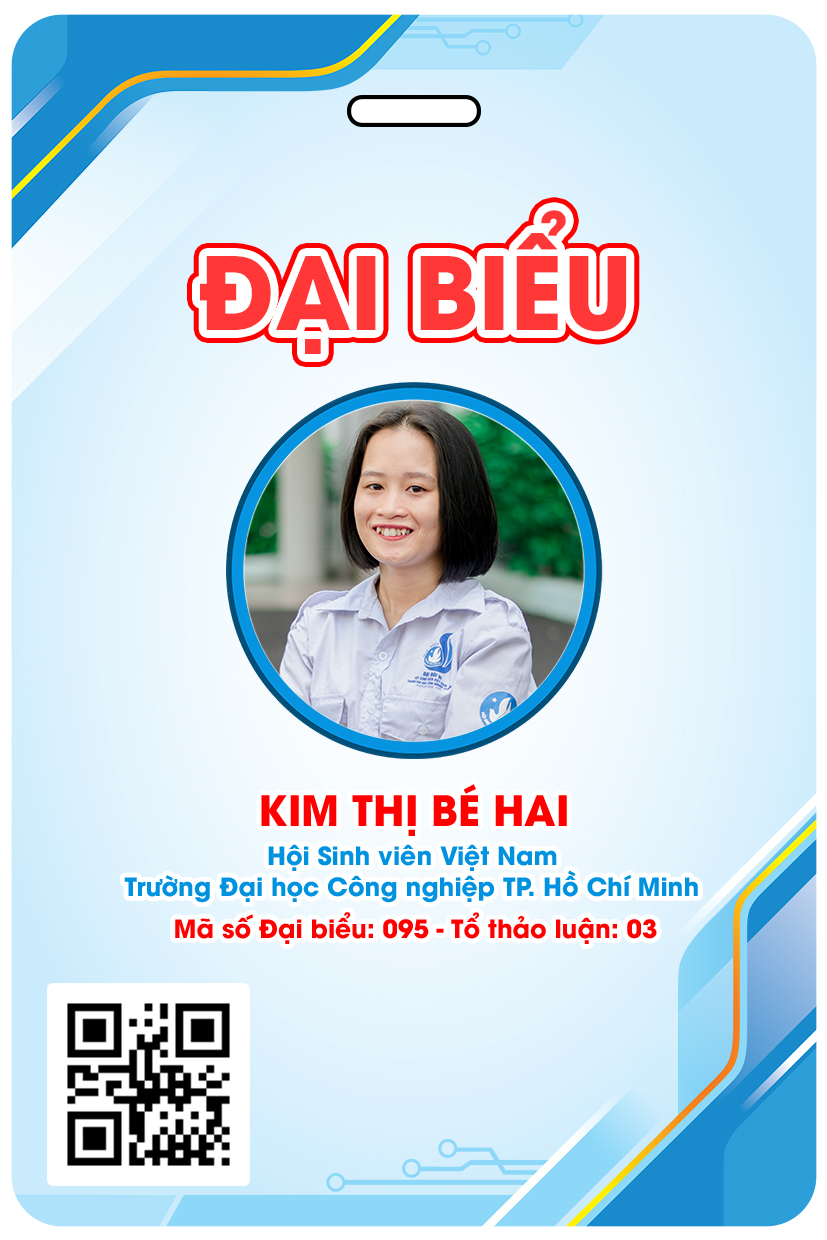 ĐẠI BIỂU
KIM THỊ BÉ HAI
Hội Sinh viên Việt Nam
Trường Đại học Công nghiệp TP. Hồ Chí Minh
Mã số Đại biểu: 095 - Tổ thảo luận: 03